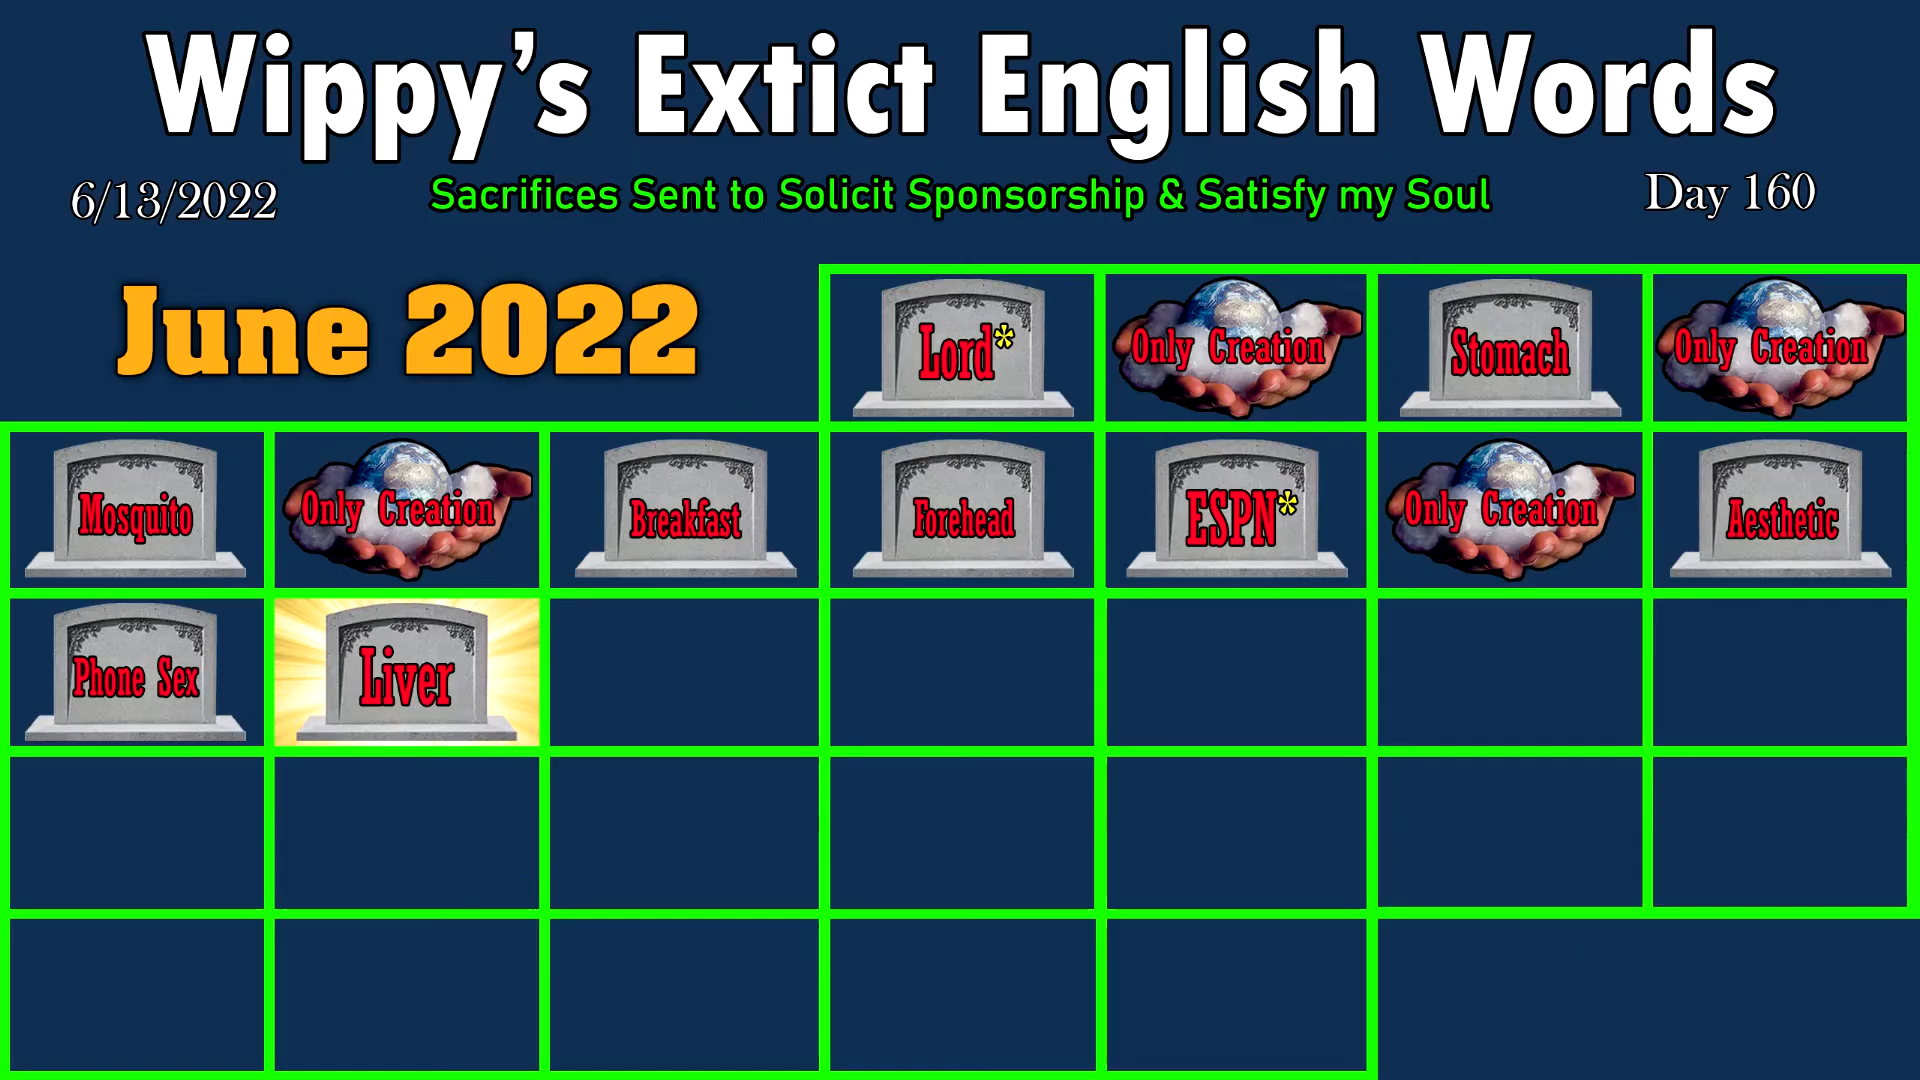 Wippy's Extict English Words
6/13/2022 Sacrifices Sent to Solicit Sponsorship & Satisfy my Soul Day 160
June 2022 Lord* Only Creation Stomach Only Creation
Mosquito Only Creation Breakfast Forehead ESPN* Only Creation Aesthetic
Phone Sex Liver